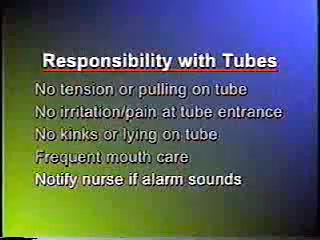 Responsibility with Tubes
No tension or pulling on tube
No irritation/pain at tube entrance
No kinks or lying on tube
Frequent mouth care
Notify nurse if alarm sounds